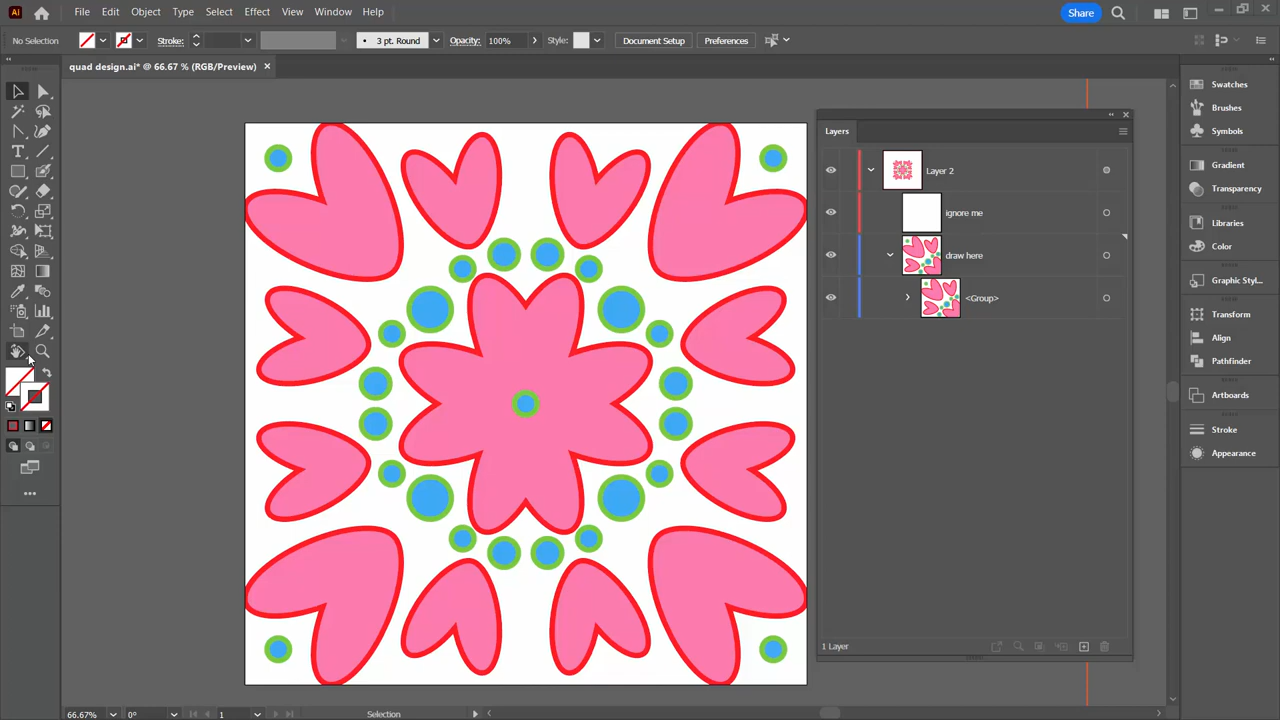 Ai File Edit Object Type Select Effect View Window Help Share
No Selection Stroke: 3 pt. Round Opacity: 100% Style: Document Setup Preferences
quad design.ai* @ 66.67 % (RGB/Preview) ×
Layers
Layer 2
ignore me
draw here
<Group>
1 Layer
Swatches
Brushes
Symbols
Gradient
Transparency
Libraries
Color
Graphic Styl...
Transform
Align
Pathfinder
Artboards
Stroke
Appearance
66.67% 0° 1 Selection